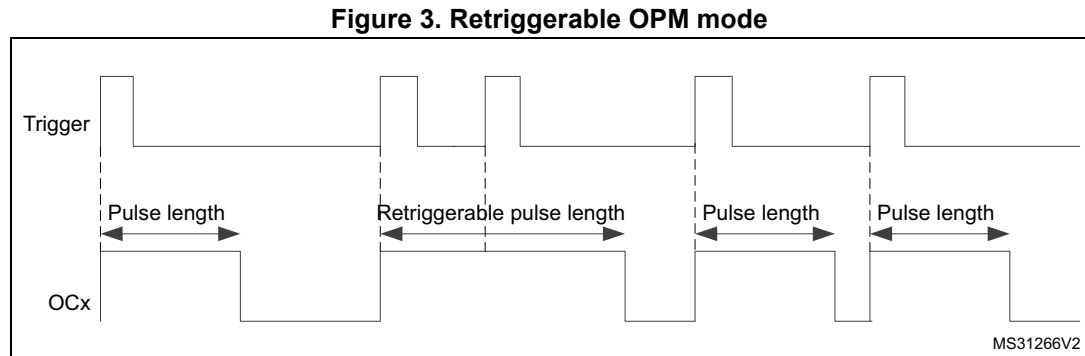 Figure 3. Retriggerable OPM mode
Trigger
Pulse length
Retriggerable pulse length
Pulse length
Pulse length
OCx
MS31266V2